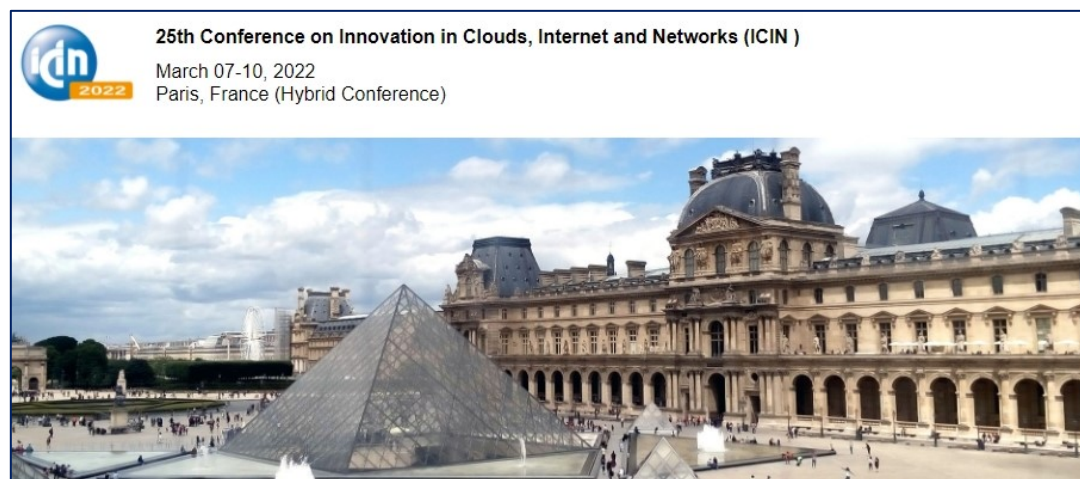 icin
2022
25th Conference on Innovation in Clouds, Internet and Networks (ICIN )
March 07-10, 2022
Paris, France (Hybrid Conference)